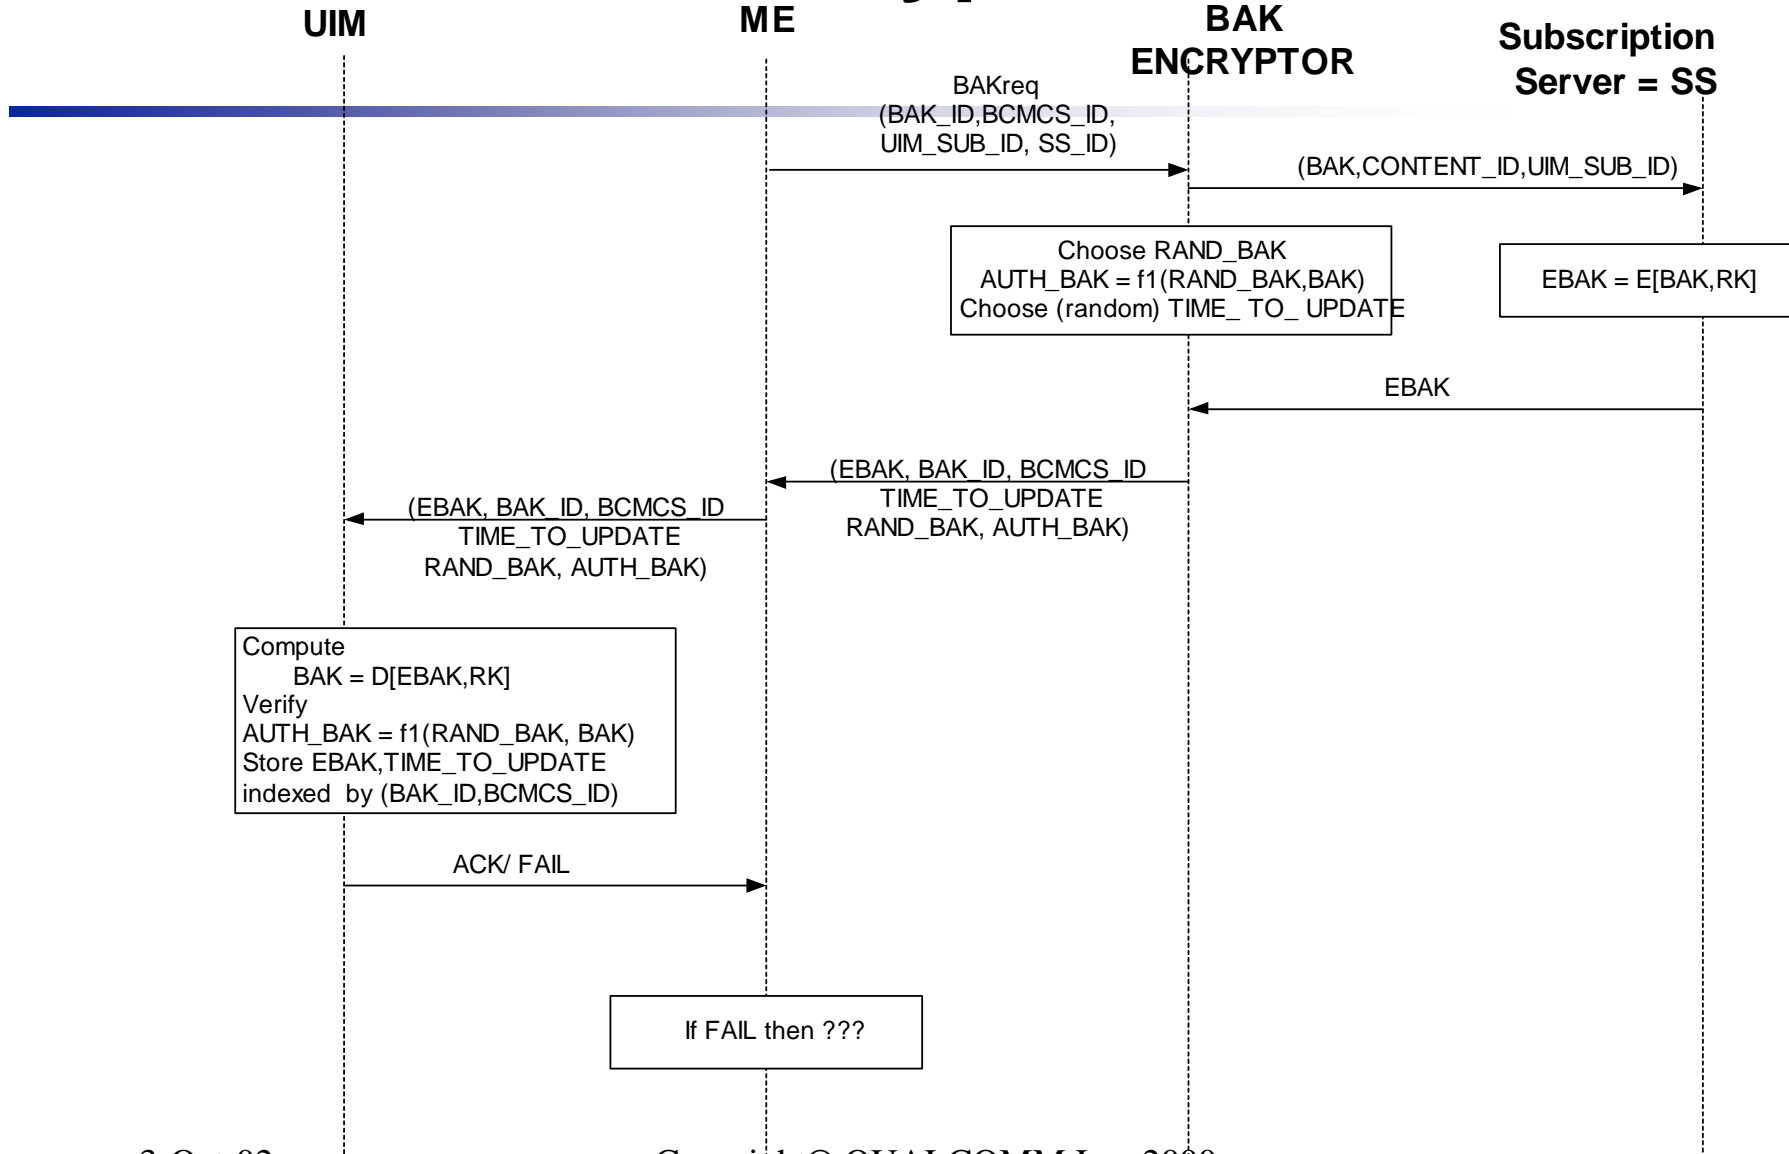 UIM
ME
BAK
ENCRYPTOR
Subscription
Server = SS
BAKreq
(BAK_ID,BCMCS_ID,
UIM_SUB_ID, SS_ID)
(BAK,CONTENT_ID,UIM_SUB_ID)
Choose RAND_BAK
AUTH_BAK = f1(RAND_BAK,BAK)
Choose (random) TIME_ TO_ UPDATE
EBAK = E[BAK,RK]
EBAK
(EBAK, BAK_ID, BCMCS_ID
TIME_TO_UPDATE
RAND_BAK, AUTH_BAK)
(EBAK, BAK_ID, BCMCS_ID
TIME_TO_UPDATE
RAND_BAK, AUTH_BAK)
Compute
BAK = D[EBAK,RK]
Verify
AUTH_BAK = f1(RAND_BAK, BAK)
Store EBAK,TIME_TO_UPDATE
indexed by (BAK_ID,BCMCS_ID)
ACK/ FAIL
If FAIL then ???